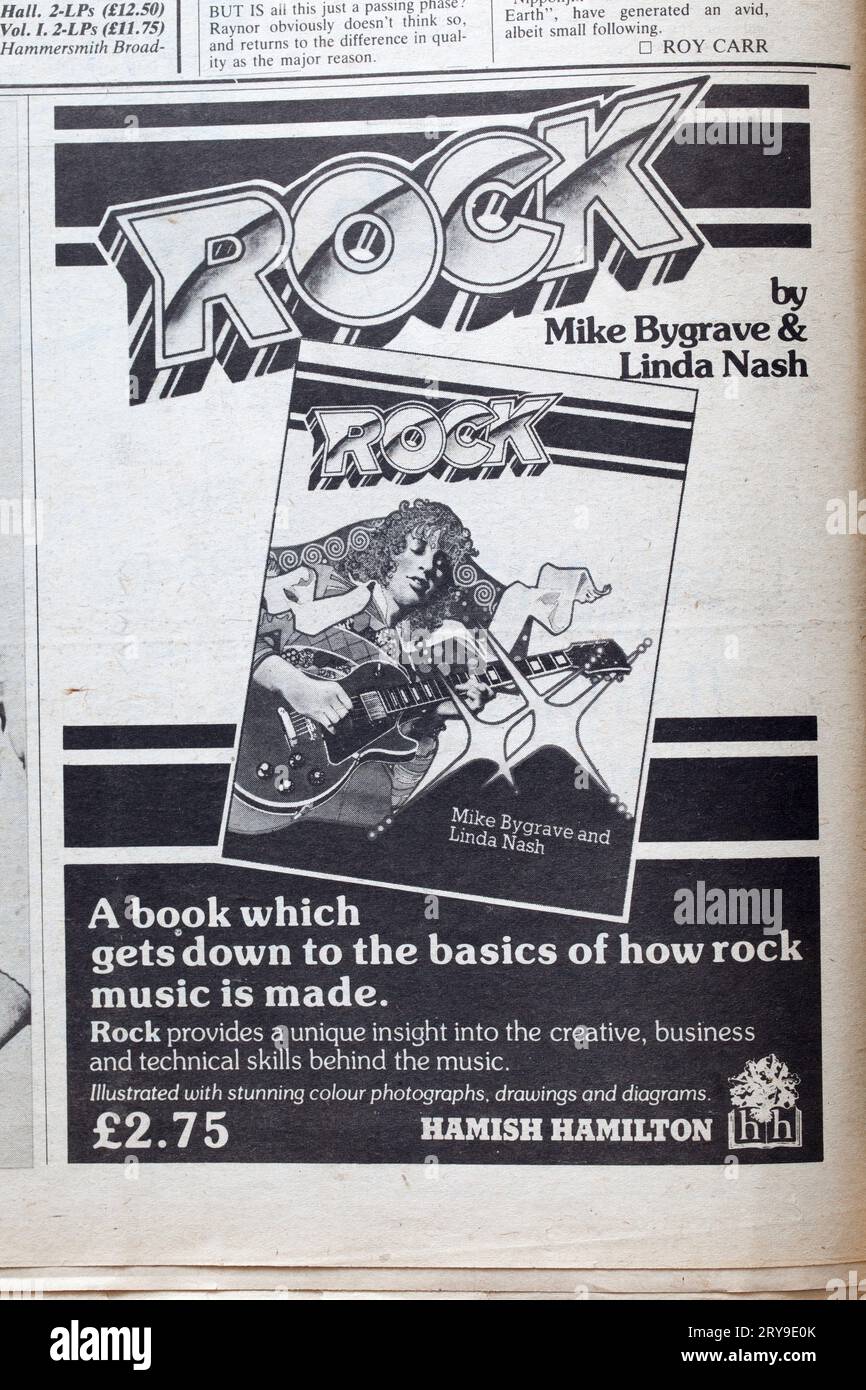 Hall. 2-LPs (£12.50)
Vol. I. 2-LPs (£11.75)
Hammersmith Broad-
BUT IS all this just a passing phase?
Raynor obviously doesn't think so,
and returns to the difference in qual-
ity as the major reason.
Earth", have generated an avid,
albeit small following.
□ ROY CARR
ROCK
by
Mike Bygrave &
Linda Nash
ROCK
Mike Bygrave and
Linda Nash
A book which
gets down to the basics of how rock
music is made.
Rock provides a unique insight into the creative, business
and technical skills behind the music.
Illustrated with stunning colour photographs, drawings and diagrams.
£2.75
HAMISH HAMILTON
hh
alamy
Image ID: 2RY9E0K
www.alamy.com